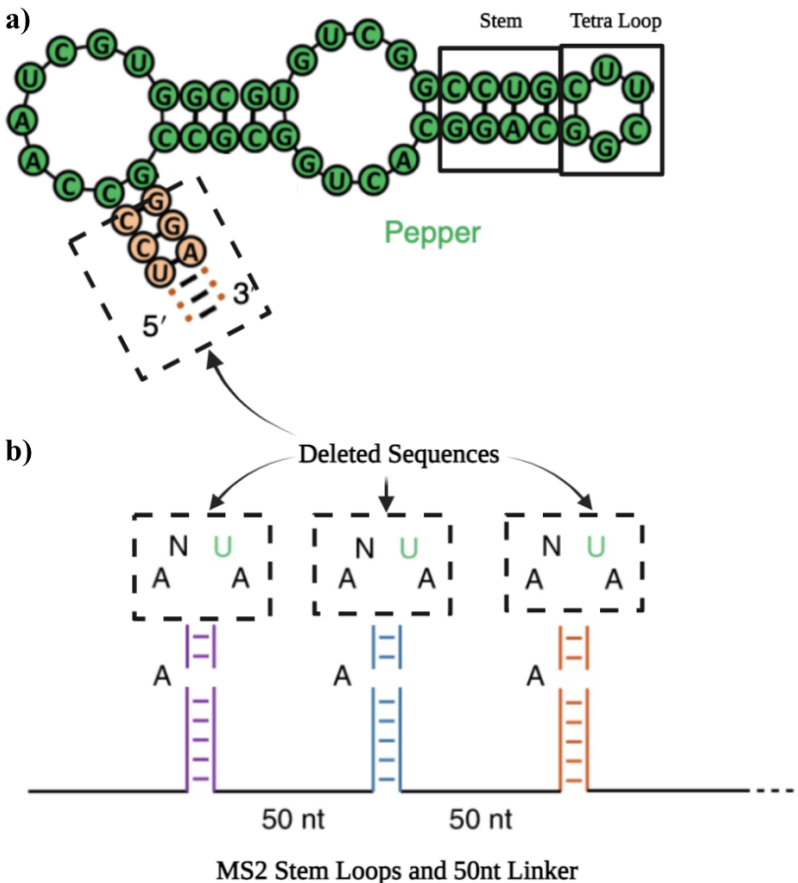 a)
Stem Tetra Loop
C C A A U C G U G G C G U G U C G G C C U G C U U
G C C G C G G U C A C G G A C G G C
C C U
G G A
5′ 3′
Pepper
b)
Deleted Sequences
N U N U N U
A A A A A A
A A A
50 nt 50 nt
MS2 Stem Loops and 50nt Linker